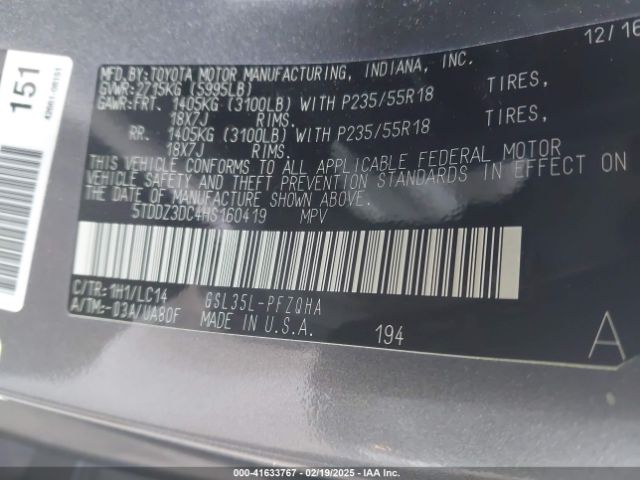 151
42661-08151
12/16
MFD.BY:TOYOTA MOTOR MANUFACTURING, INDIANA, INC.
GVWR:2715KG (5995LB)
GAWR:FRT. 1405KG (3100LB) WITH P235/55R18 TIRES,
18X7J RIMS.
RR. 1405KG (3100LB) WITH P235/55R18 TIRES,
18X7J RIMS.
THIS VEHICLE CONFORMS TO ALL APPLICABLE FEDERAL MOTOR
VEHICLE SAFETY AND THEFT PREVENTION STANDARDS IN EFFECT ON
THE DATE OF MANUFACTURE SHOWN ABOVE.
5TDDZ3DC4HS160419 MPV
C/TR:1H1/LC14 GSL35L-PFZQHA
A/TM:-03A/UA80F MADE IN U.S.A.
194
A
000-41633767 - 02/19/2025 - IAA Inc.